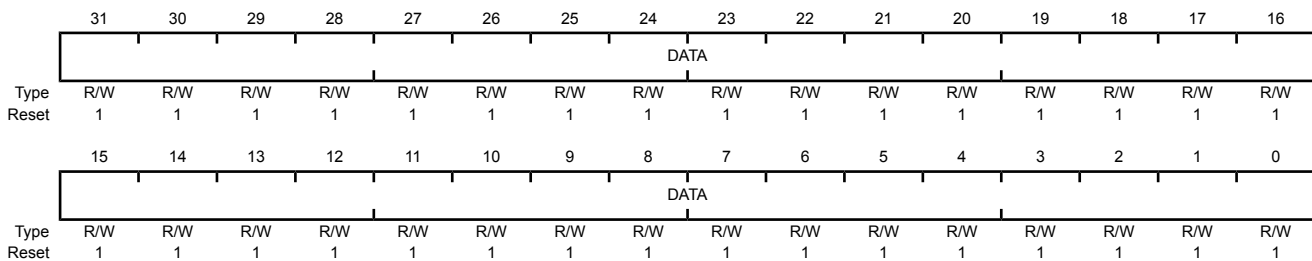 31 30 29 28 27 26 25 24 23 22 21 20 19 18 17 16
DATA
Type R/W R/W R/W R/W R/W R/W R/W R/W R/W R/W R/W R/W R/W R/W R/W R/W
Reset 1 1 1 1 1 1 1 1 1 1 1 1 1 1 1 1
15 14 13 12 11 10 9 8 7 6 5 4 3 2 1 0
DATA
Type R/W R/W R/W R/W R/W R/W R/W R/W R/W R/W R/W R/W R/W R/W R/W R/W
Reset 1 1 1 1 1 1 1 1 1 1 1 1 1 1 1 1